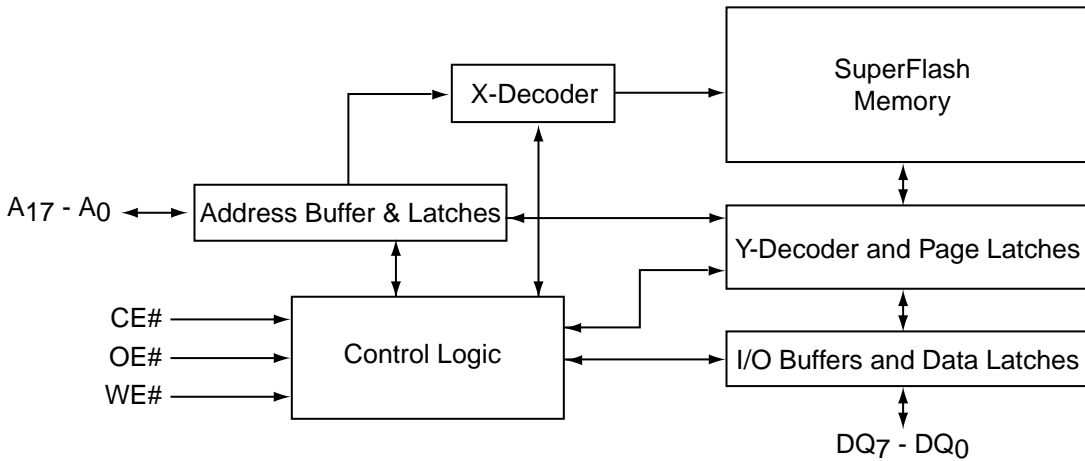 SuperFlash
Memory
X-Decoder
A17 - A0
Address Buffer & Latches
Y-Decoder and Page Latches
CE#
OE#
WE#
Control Logic
I/O Buffers and Data Latches
DQ7 - DQ0